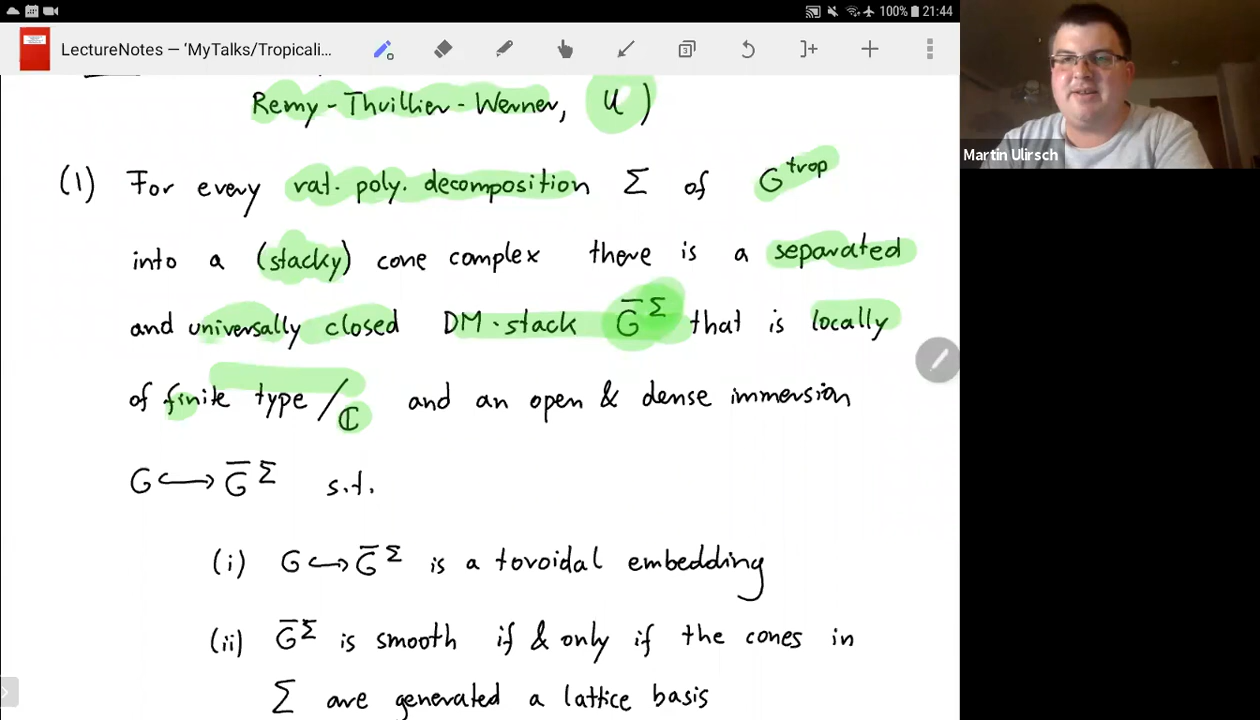 100% 21:44
LectureNotes – 'MyTalks/Tropicali...
3
Martin Ulirsch
Remy - Thuillier - Werner, U )
(1) For every rat. poly. decomposition Σ of G^trop
into a (stacky) cone complex there is a separated
and universally closed DM-stack G̅^Σ that is locally
of finite type /ℂ and an open & dense immersion
G ↪ G̅^Σ s.t.
(i) G ↪ G̅^Σ is a toroidal embedding
(ii) G̅^Σ is smooth if & only if the cones in
Σ are generated a lattice basis